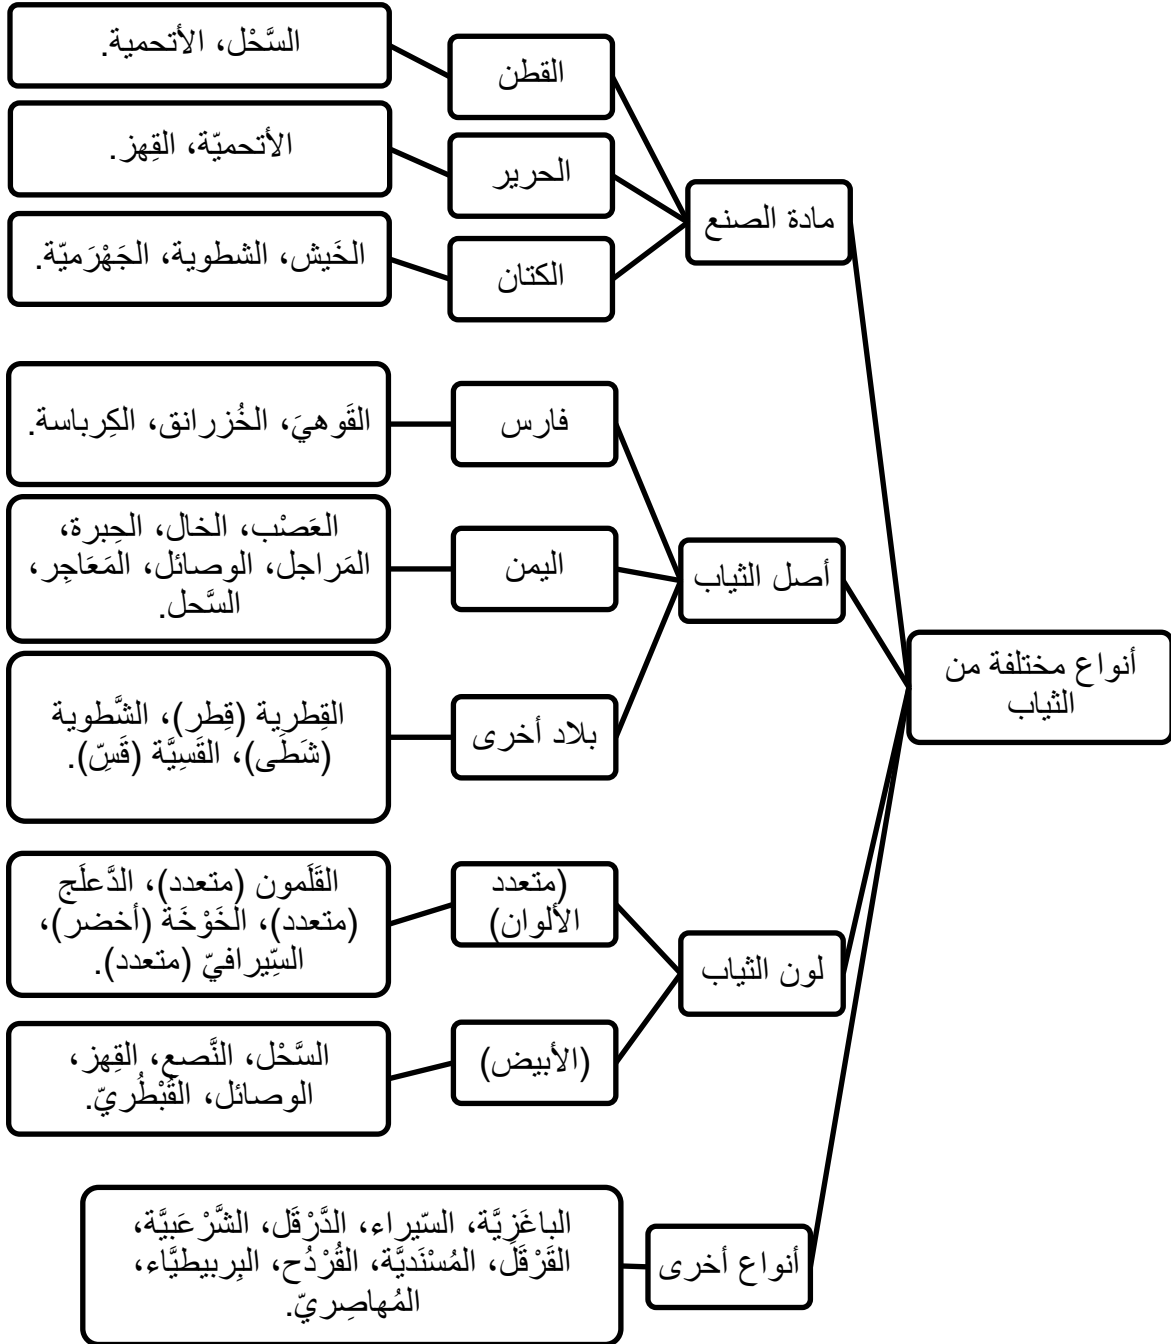 أنواع مختلفة من
الثياب
مادة الصنع
القطن
السَّحْل، الأتحمية.
الحرير
الأتحميّة، القِهز.
الكتان
الخَيش، الشطوية، الجَهْرَميّة.
أصل الثياب
فارس
القَوهيَ، الخُزرانق، الكِرباسة.
اليمن
العَصْب، الخال، الحِبرة،
المَراجل، الوصائل، المَعَاجِر،
السَّحل.
بلاد أخرى
القِطرية (قِطر)، الشَّطوية
(شَطَى)، القَسِيَّة (قَسِّ).
لون الثياب
(متعدد
الألوان)
القَلَمون (متعدد)، الدَّعلَج
(متعدد)، الخَوْخَة (أخضر)،
السِّيرافيّ (متعدد).
(الأبيض)
السَّحْل، النَّصع، القِهز،
الوصائل، القُبْطُريّ.
أنواع أخرى
الباغَزِيَّة، السّيراء، الدَّرْقَل، الشَّرْعَبيَّة،
القَرْقَل، المُسْنَديَّة، القُرْدُح، البِربيطيَّاء،
المُهاصِريّ.